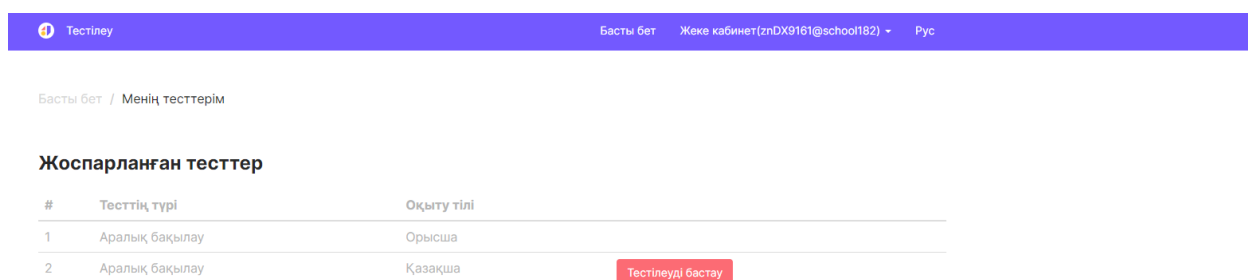 Тестілеу Басты бет Жеке кабинет(znDX9161@school182) Рус
Басты бет / Менің тесттерім
Жоспарланған тесттер
# Тесттің түрі Оқыту тілі
1 Аралық бақылау Орысша
2 Аралық бақылау Қазақша Тестілеуді бастау